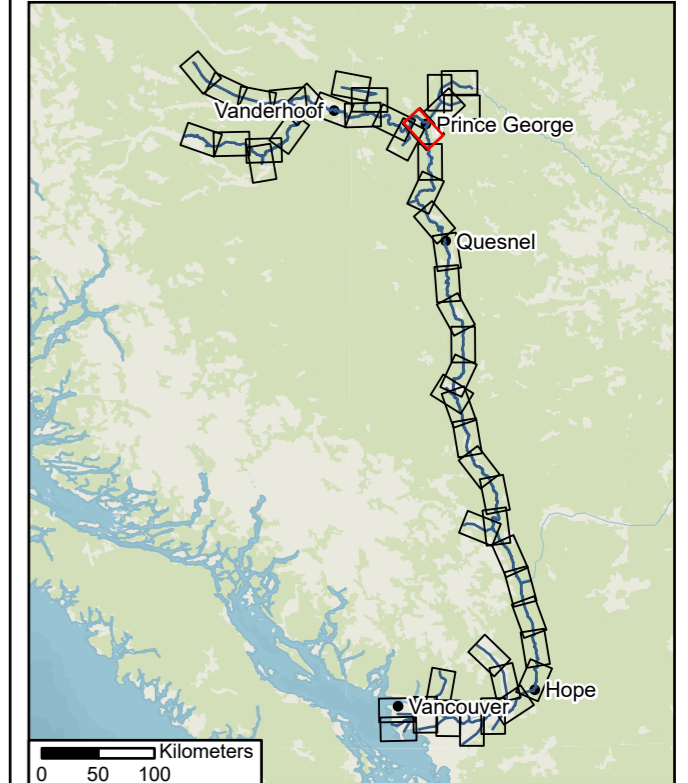 Vanderhoof
Prince George
Quesnel
Hope
Vancouver
Kilometers
0 50 100